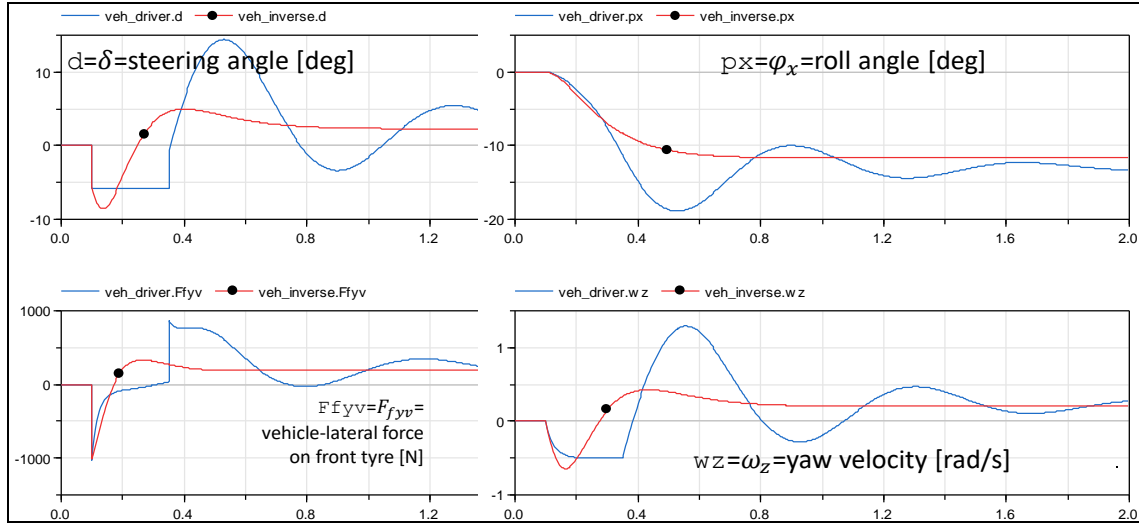 veh_driver.d veh_inverse.d
d=δ=steering angle [deg]
10
0
-10
0.0 0.4 0.8 1.2
veh_driver.px veh_inverse.px
px=φₓ=roll angle [deg]
0
-10
-20
0.0 0.4 0.8 1.2 1.6 2.0
veh_driver.Ffyv veh_inverse.Ffyv
1000
0
-1000
Ffyv=F_{fyv}=
vehicle-lateral force
on front tyre [N]
0.0 0.4 0.8 1.2
veh_driver.wz veh_inverse.wz
1
0
-1
wz=ω_z=yaw velocity [rad/s]
.
0.0 0.4 0.8 1.2 1.6 2.0